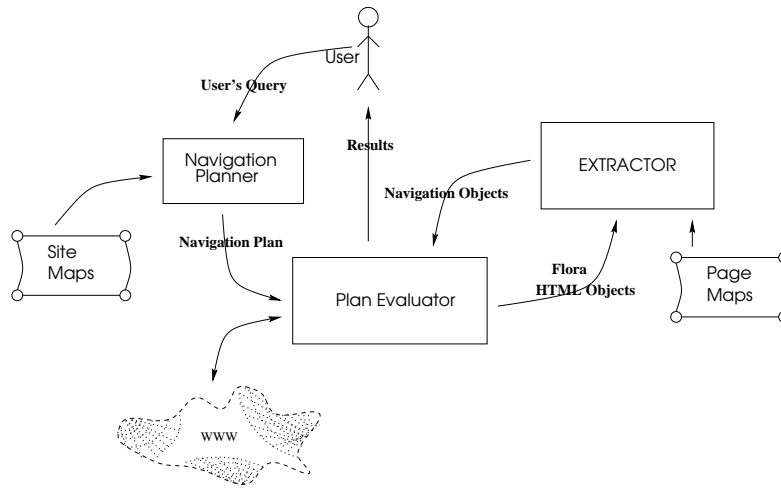 User
User's Query
Navigation
Planner
Results
EXTRACTOR
Navigation Objects
Site
Maps
Navigation Plan
Plan Evaluator
Flora
HTML Objects
Page
Maps
WWW